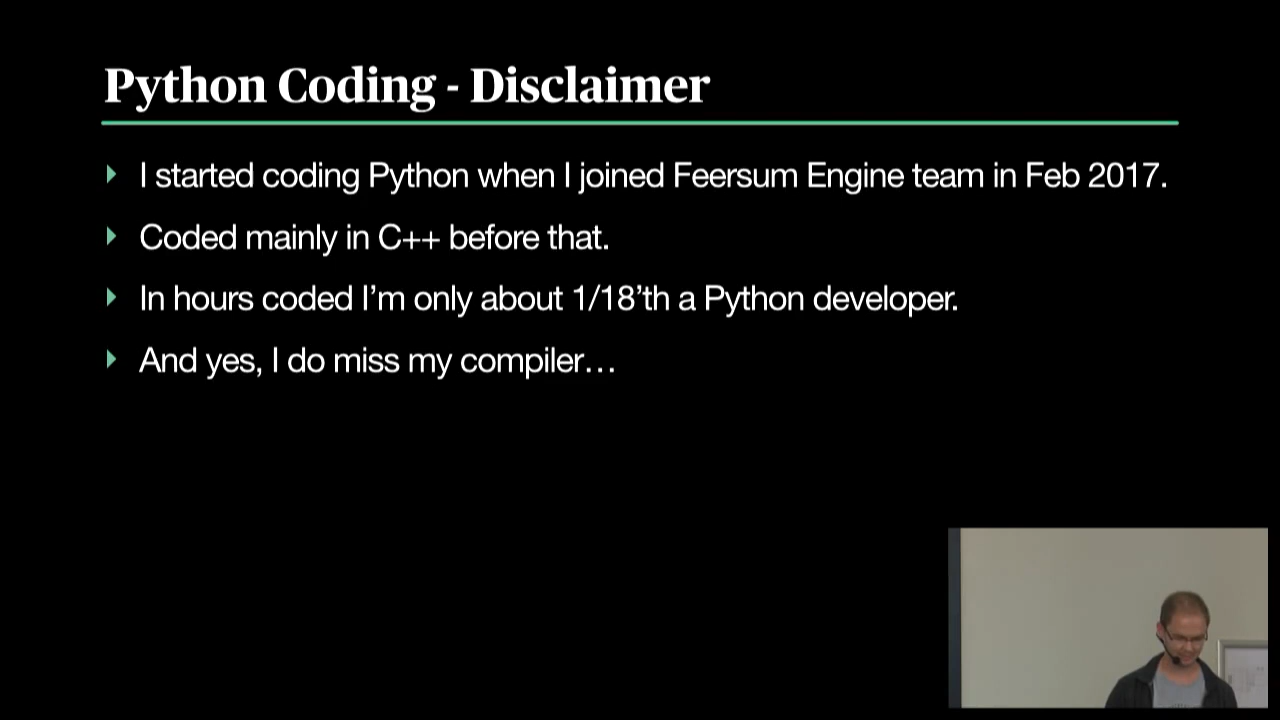 Python Coding - Disclaimer
I started coding Python when I joined Feersum Engine team in Feb 2017.
Coded mainly in C++ before that.
In hours coded I’m only about 1/18’th a Python developer.
And yes, I do miss my compiler…